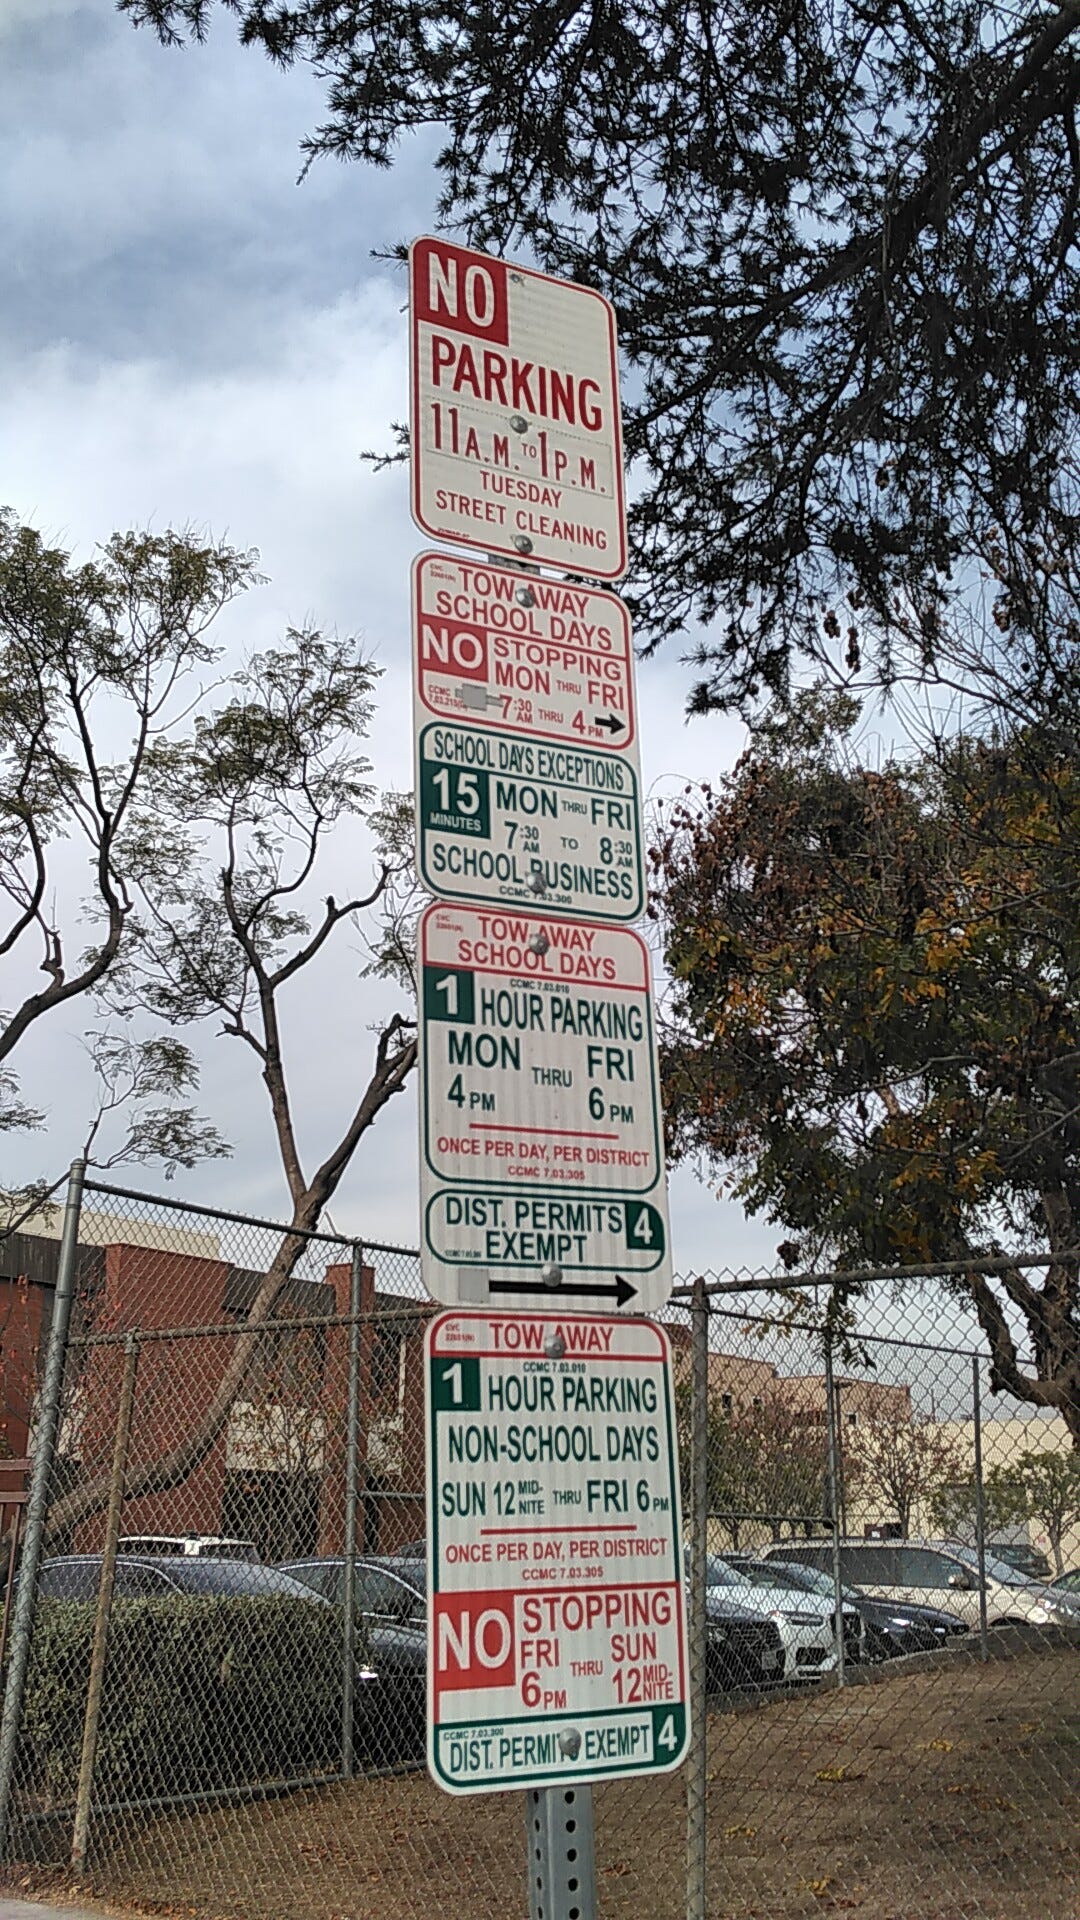 NO
PARKING
11 A.M. TO 1 P.M.
TUESDAY
STREET CLEANING
TOW AWAY
SCHOOL DAYS
NO STOPPING
MON THRU FRI
7:30 AM THRU 4 PM
SCHOOL DAYS EXCEPTIONS
15 MINUTES MON THRU FRI
7:30 AM TO 8:30 AM
SCHOOL BUSINESS
CCMC 7.03.300
TOW AWAY
SCHOOL DAYS
CCMC 7.03.010
1 HOUR PARKING
MON THRU FRI
4 PM 6 PM
ONCE PER DAY, PER DISTRICT
CCMC 7.03.305
DIST. PERMITS 4
EXEMPT
TOW AWAY
CCMC 7.03.010
1 HOUR PARKING
NON-SCHOOL DAYS
SUN 12 MID-NITE THRU FRI 6 PM
ONCE PER DAY, PER DISTRICT
CCMC 7.03.305
NO STOPPING
FRI THRU SUN
6 PM 12 MID-NITE
CCMC 7.03.300
DIST. PERMITS EXEMPT 4